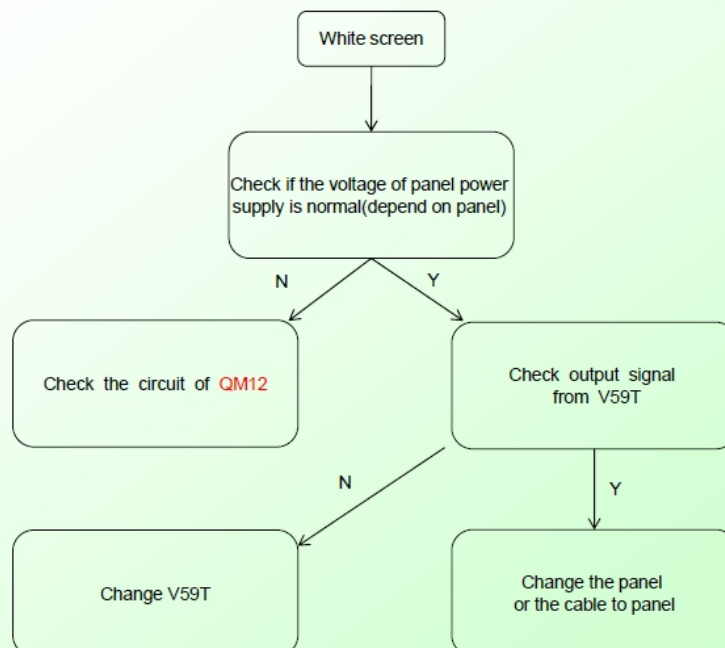 White screen
Check if the voltage of panel power
supply is normal(depend on panel)
N
Y
Check the circuit of QM12
Check output signal
from V59T
N
Y
Change V59T
Change the panel
or the cable to panel